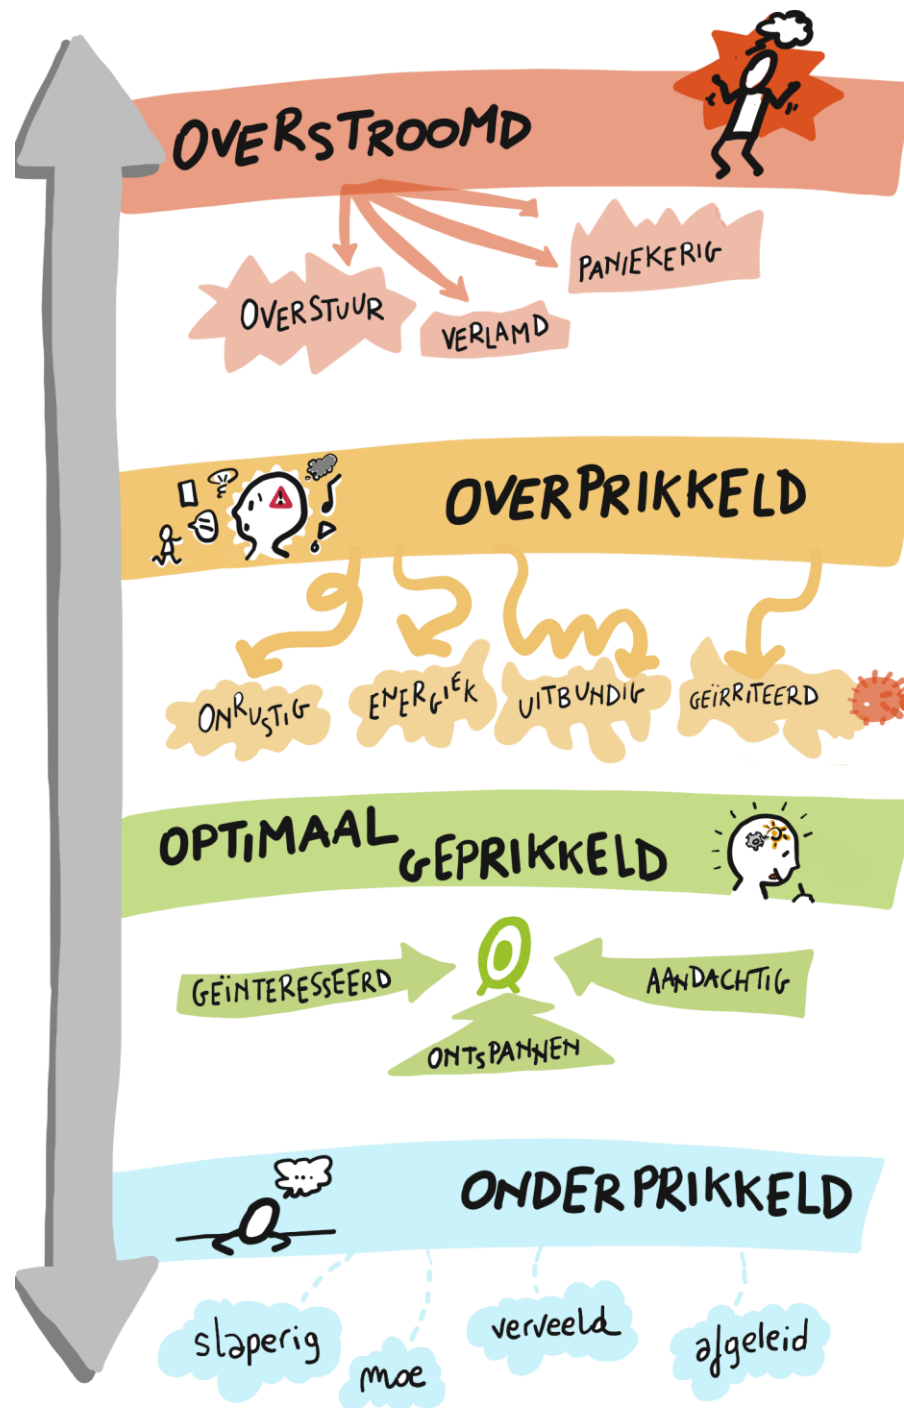 OVERSTROOMD
PANIEKERIG
OVERSTUUR
VERLAMD
OVERPRIKKELD
ONRUSTIG
ENERGIEK
UITBUNDIG
GEÏRRITEERD
OPTIMAAL
GEPRIKKELD
GEÏNTERESSEERD
AANDACHTIG
ONTSPANNEN
ONDERPRIKKELD
slaperig
moe
verveeld
afgeleid